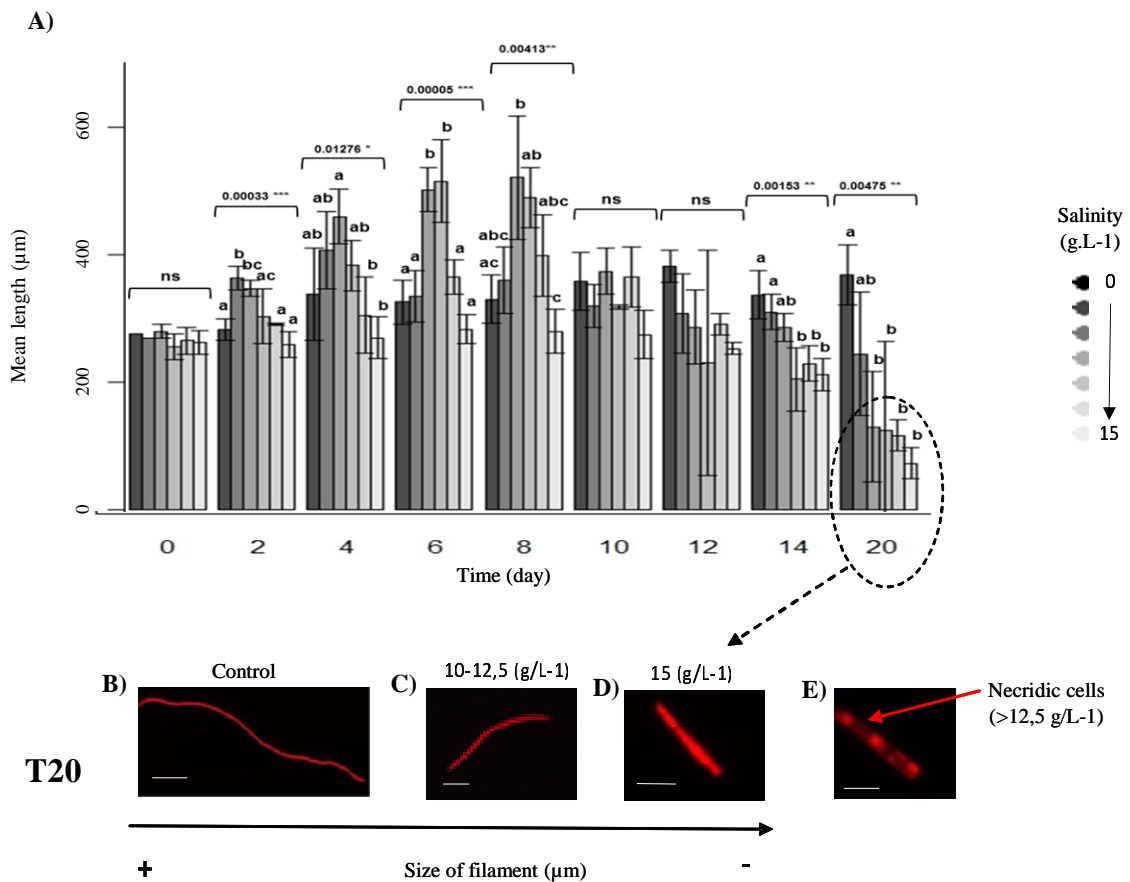 A)
0.00413**
0.00005 ***
0.01276 *
0.00033 ***
ns
ns
ns
0.00153 **
0.00475 **
a b bc ac a a
ab ab a ab b b
a a b b a a
ac abc b ab abc c
a a ab b b b
a ab b b b b
Mean length (µm)
0
200
400
600
0 2 4 6 8 10 12 14 20
Time (day)
Salinity
(g.L-1)
0
15
T20
B)
Control
C)
10-12,5 (g/L-1)
D)
15 (g/L-1)
E)
Necridic cells
(>12,5 g/L-1)
+
Size of filament (µm)
-